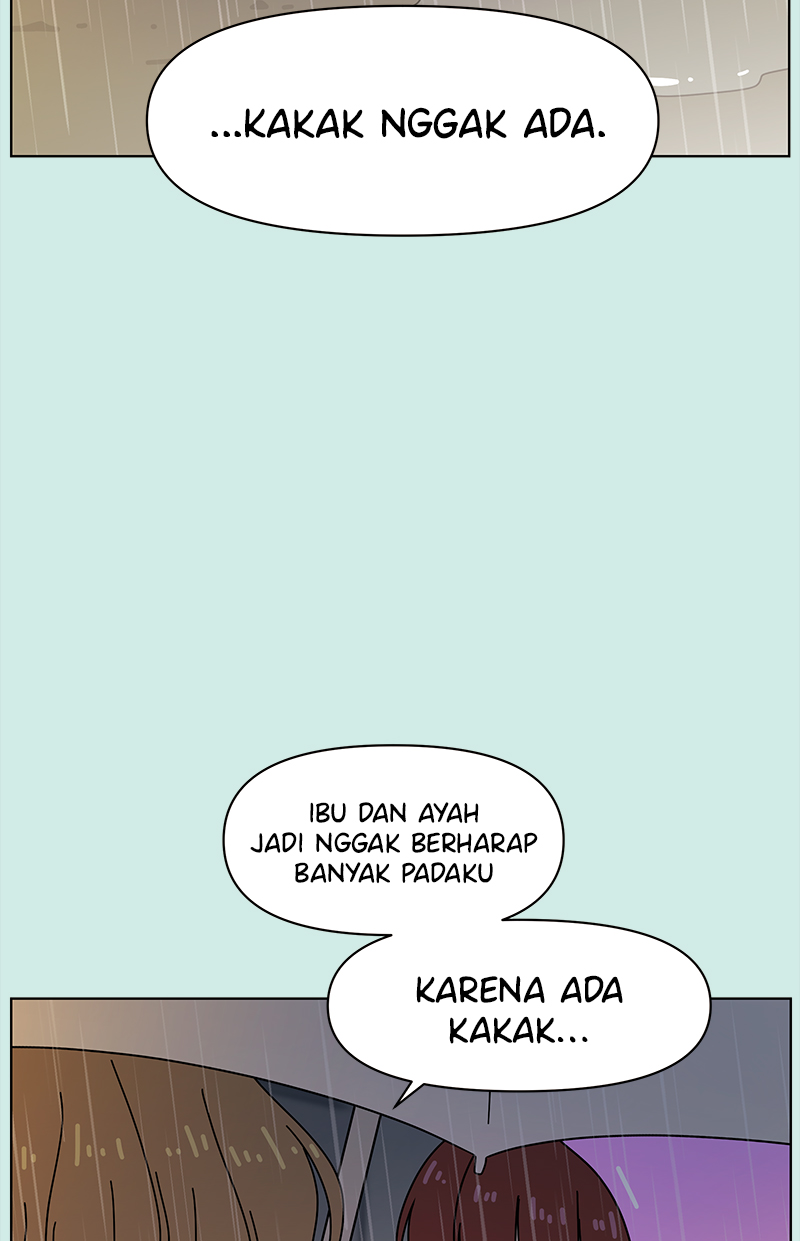 ...KAKAK NGGAK ADA.
IBU DAN AYAH
JADI NGGAK BERHARAP
BANYAK PADAKU
KARENA ADA
KAKAK...